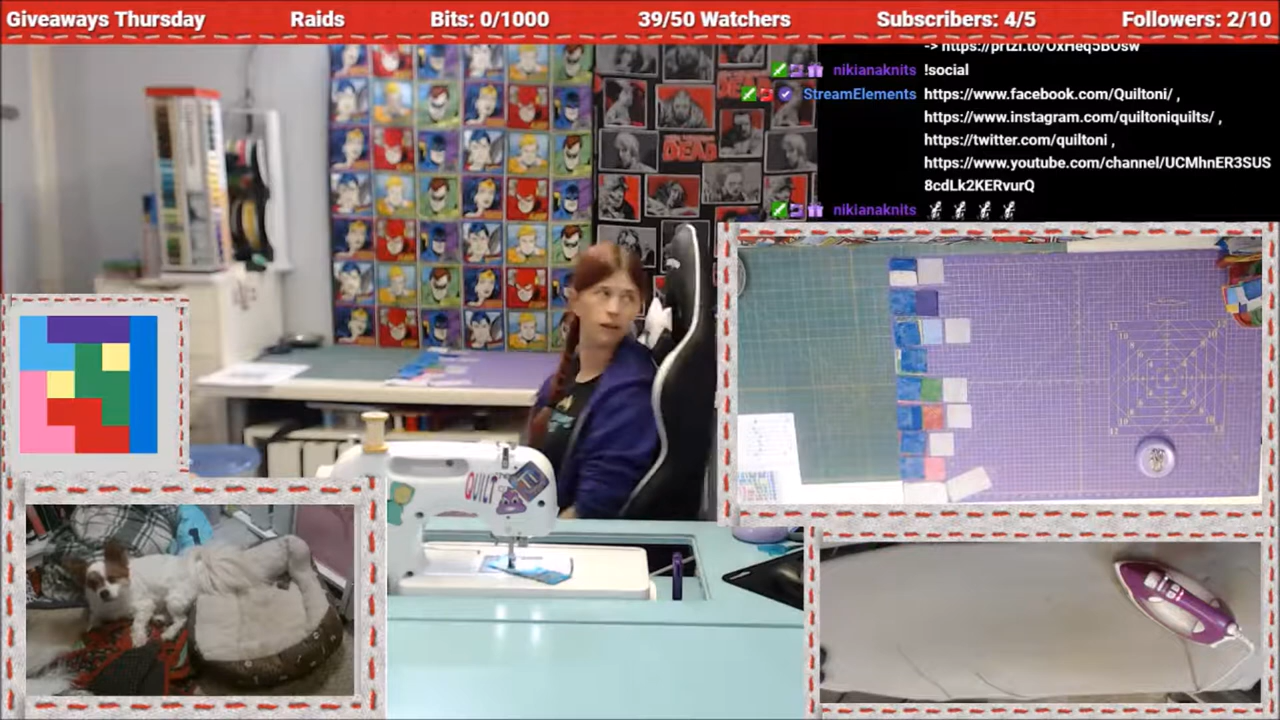 Giveaways Thursday Raids Bits: 0/1000 39/50 Watchers Subscribers: 4/5 Followers: 2/10
nikianaknits !social
StreamElements https://www.facebook.com/Quiltoni/ ,
https://www.instagram.com/quiltoniquilts/ ,
https://twitter.com/quiltoni ,
https://www.youtube.com/channel/UCMhnER3SUS
8cdLk2KERvurQ
nikianaknits
DEAD
DEAD
QUILT